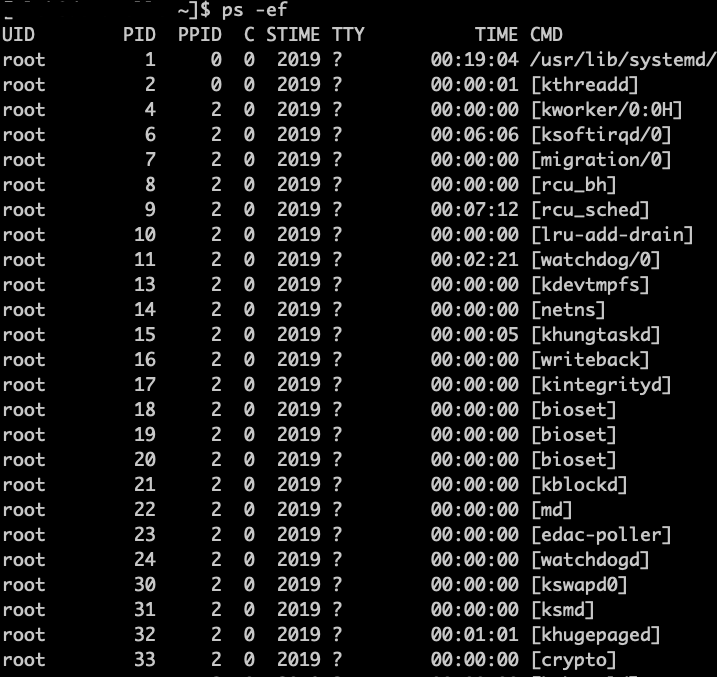 ~]$ ps -ef
UID PID PPID C STIME TTY TIME CMD
root 1 0 0 2019 ? 00:19:04 /usr/lib/systemd/
root 2 0 0 2019 ? 00:00:01 [kthreadd]
root 4 2 0 2019 ? 00:00:00 [kworker/0:0H]
root 6 2 0 2019 ? 00:06:06 [ksoftirqd/0]
root 7 2 0 2019 ? 00:00:00 [migration/0]
root 8 2 0 2019 ? 00:00:00 [rcu_bh]
root 9 2 0 2019 ? 00:07:12 [rcu_sched]
root 10 2 0 2019 ? 00:00:00 [lru-add-drain]
root 11 2 0 2019 ? 00:02:21 [watchdog/0]
root 13 2 0 2019 ? 00:00:00 [kdevtmpfs]
root 14 2 0 2019 ? 00:00:00 [netns]
root 15 2 0 2019 ? 00:00:05 [khungtaskd]
root 16 2 0 2019 ? 00:00:00 [writeback]
root 17 2 0 2019 ? 00:00:00 [kintegrityd]
root 18 2 0 2019 ? 00:00:00 [bioset]
root 19 2 0 2019 ? 00:00:00 [bioset]
root 20 2 0 2019 ? 00:00:00 [bioset]
root 21 2 0 2019 ? 00:00:00 [kblockd]
root 22 2 0 2019 ? 00:00:00 [md]
root 23 2 0 2019 ? 00:00:00 [edac-poller]
root 24 2 0 2019 ? 00:00:00 [watchdogd]
root 30 2 0 2019 ? 00:00:00 [kswapd0]
root 31 2 0 2019 ? 00:00:00 [ksmd]
root 32 2 0 2019 ? 00:01:01 [khugepaged]
root 33 2 0 2019 ? 00:00:00 [crypto]